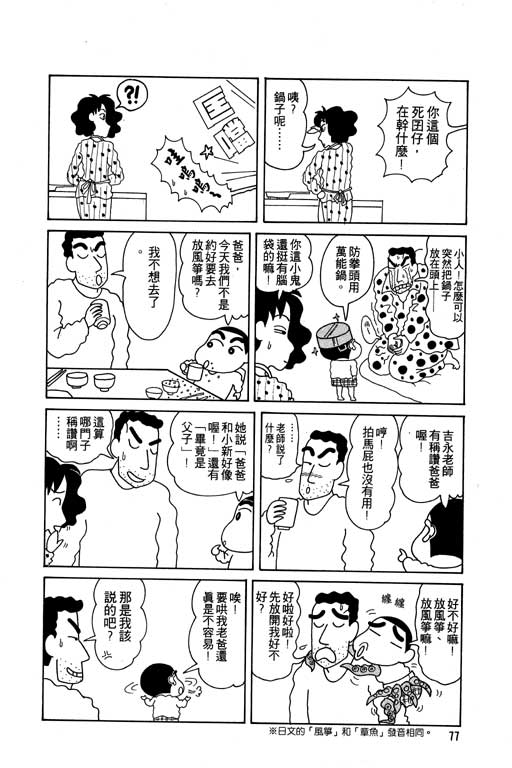 咦？
鍋子呢⋯⋯
你這個
死囝仔，
在幹什麼！
?!
匡噹
哇
嗚
嗚
小人！怎麼可以
突然把鍋子
放在頭上——
防拳頭用
萬能鍋。
你這小鬼
還挺有腦
袋的嘛！
爸爸，
今天我們不是
約好要去
放風箏嗎？
我不想去了
。
吉永老師
有稱讚爸爸
喔！
哼！
拍馬屁也沒有用！
⋯⋯
老師說了
什麼？
她說「爸爸
和小新好像
喔！」還有
「畢竟是
父子」！
這算
哪門子
稱讚啊
⋯⋯
好不好嘛！
放風箏、
放風箏嘛！
纏
纏
好啦好啦！
先放開我好不
好？
唉！
要哄我老爸還
真是不容易！
那是我該
説的吧？
※日文的「風箏」和「章魚」發音相同。
77